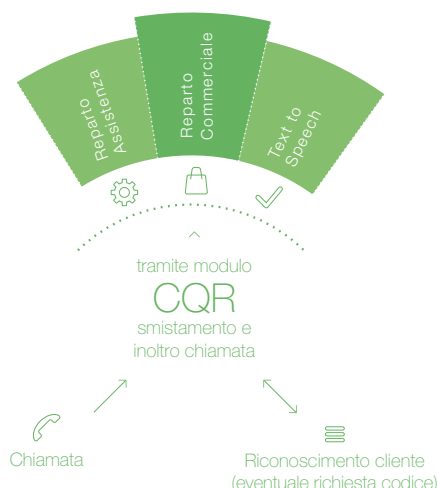 Reparto
Assistenza
Reparto
Commerciale
Text to
Speech
tramite modulo
CQR
smistamento e
inoltro chiamata
Chiamata
Riconoscimento cliente
(eventuale richiesta codice)